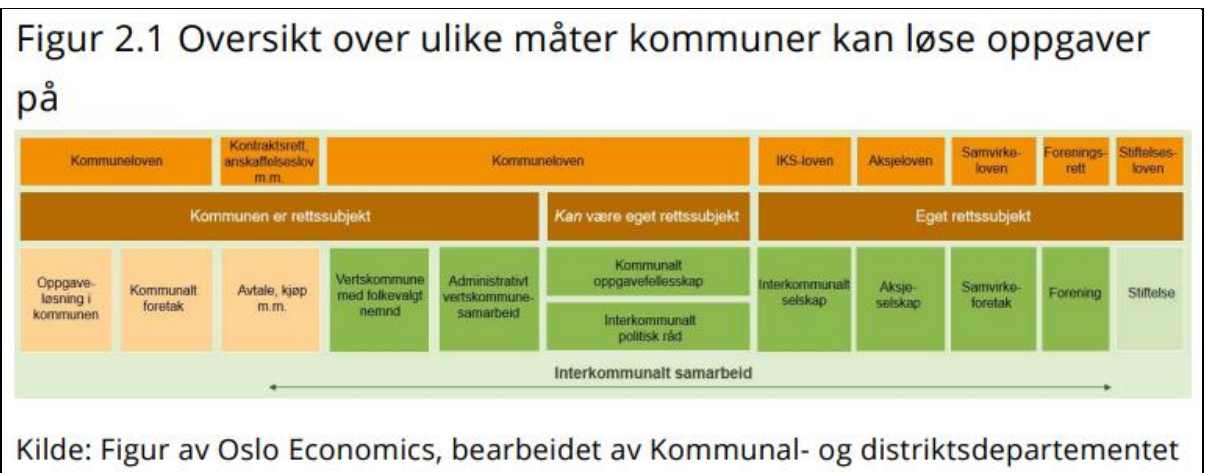 Figur 2.1 Oversikt over ulike måter kommuner kan løse oppgaver
på
Kommuneloven
Kontraktsrett,
anskaffelseslov
m.m.
Kommuneloven
IKS-loven
Aksjeloven
Samvirke-
loven
Forenings-
rett
Stiftelses-
loven
Kommunen er rettssubjekt
Kan være eget rettssubjekt
Eget rettssubjekt
Oppgave-
løsning i
kommunen
Kommunalt
foretak
Avtale, kjøp
m.m.
Vertskommune
med folkevalgt
nemnd
Administrativt
vertskommune-
samarbeid
Kommunalt
oppgavefellesskap
Interkommunalt
politisk råd
Interkommunalt
selskap
Aksje-
selskap
Samvirke-
foretak
Forening
Stiftelse
Interkommunalt samarbeid
Kilde: Figur av Oslo Economics, bearbeidet av Kommunal- og distriktsdepartementet